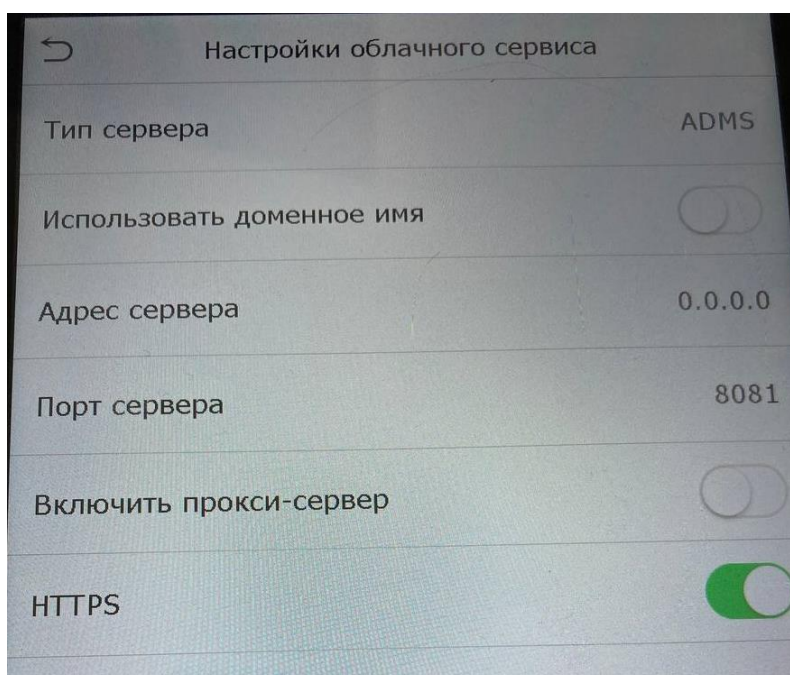 Настройки облачного сервиса
Тип сервера ADMS
Использовать доменное имя
Адрес сервера 0.0.0.0
Порт сервера 8081
Включить прокси-сервер
HTTPS